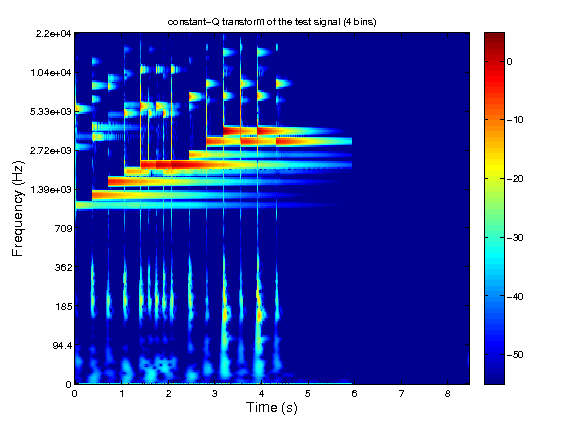 constant-Q transform of the test signal (4 bins)
2.2e+04
1.04e+04
5.33e+03
2.72e+03
1.39e+03
709
362
185
94.4
0
Frequency (Hz)
0 1 2 3 4 5 6 7 8
Time (s)
0
-10
-20
-30
-40
-50